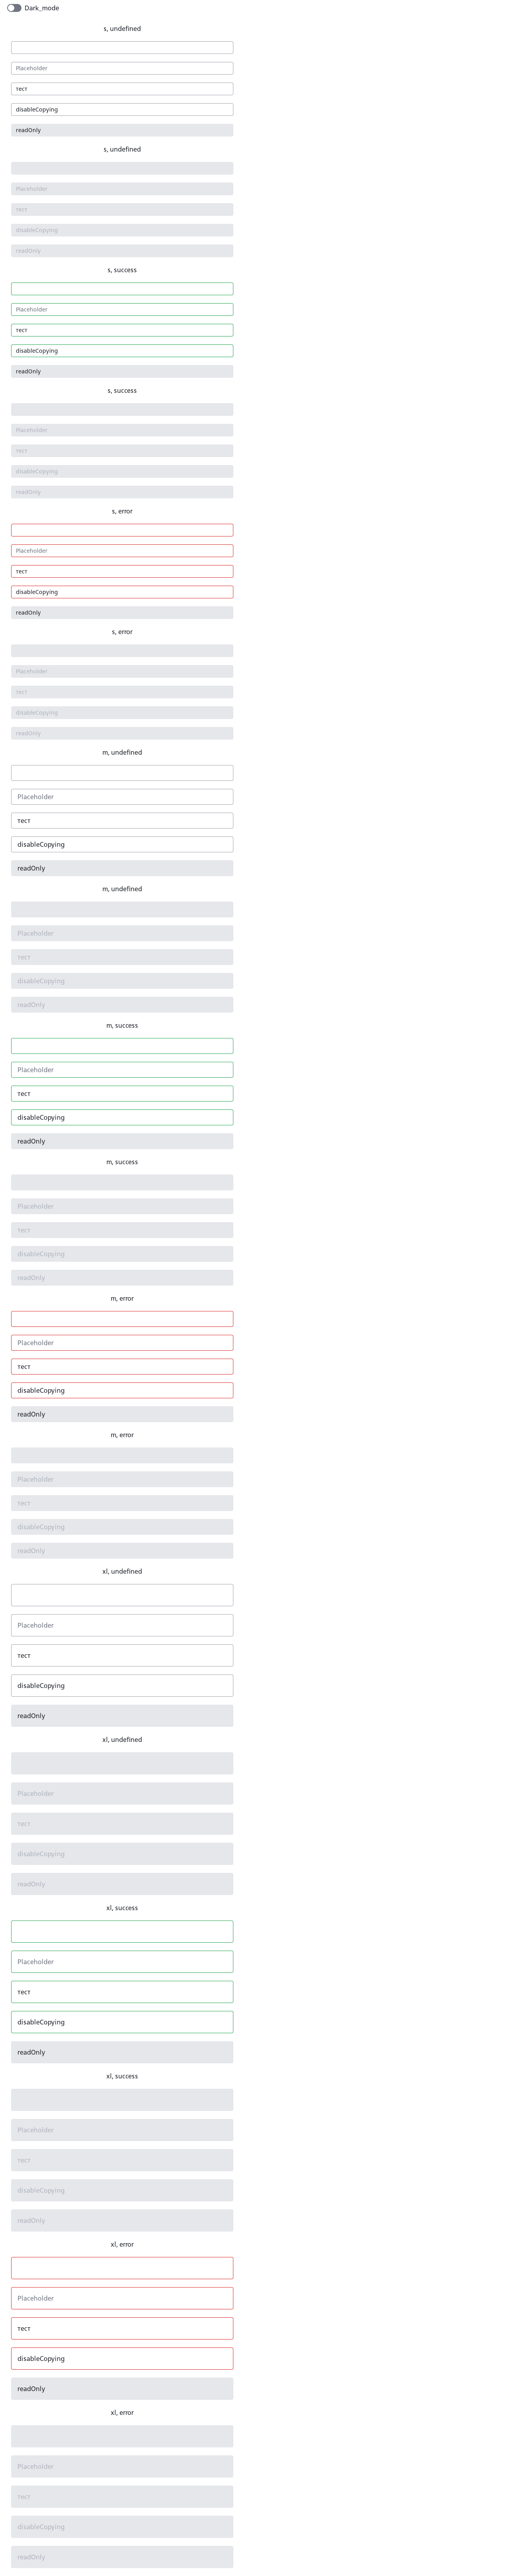 Dark_mode
s, undefined
Placeholder
тест
disableCopying
readOnly
s, undefined
Placeholder
тест
disableCopying
readOnly
s, success
Placeholder
тест
disableCopying
readOnly
s, success
Placeholder
тест
disableCopying
readOnly
s, error
Placeholder
тест
disableCopying
readOnly
s, error
Placeholder
тест
disableCopying
readOnly
m, undefined
Placeholder
тест
disableCopying
readOnly
m, undefined
Placeholder
тест
disableCopying
readOnly
m, success
Placeholder
тест
disableCopying
readOnly
m, success
Placeholder
тест
disableCopying
readOnly
m, error
Placeholder
тест
disableCopying
readOnly
m, error
Placeholder
тест
disableCopying
readOnly
xl, undefined
Placeholder
тест
disableCopying
readOnly
xl, undefined
Placeholder
тест
disableCopying
readOnly
xl, success
Placeholder
тест
disableCopying
readOnly
xl, success
Placeholder
тест
disableCopying
readOnly
xl, error
Placeholder
тест
disableCopying
readOnly
xl, error
Placeholder
тест
disableCopying
readOnly